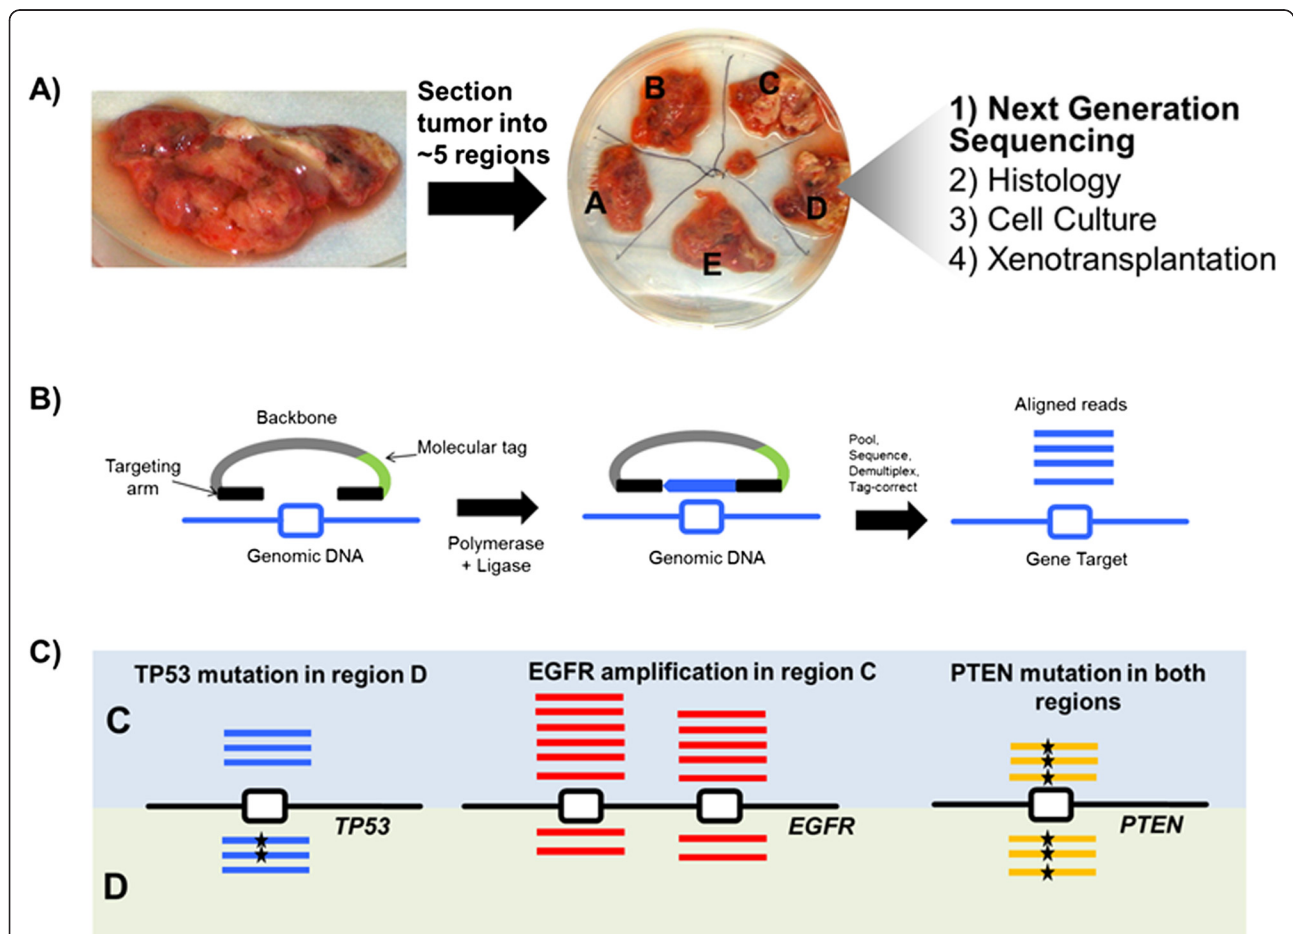 A)
Section
tumor into
~5 regions
B
C
A
D
E
1) Next Generation
Sequencing
2) Histology
3) Cell Culture
4) Xenotransplantation
B)
Backbone
Molecular tag
Targeting
arm
Genomic DNA
Polymerase
+ Ligase
Genomic DNA
Pool,
Sequence,
Demultiplex,
Tag-correct
Aligned reads
Gene Target
C)
TP53 mutation in region D
EGFR amplification in region C
PTEN mutation in both
regions
C
TP53
EGFR
PTEN
D